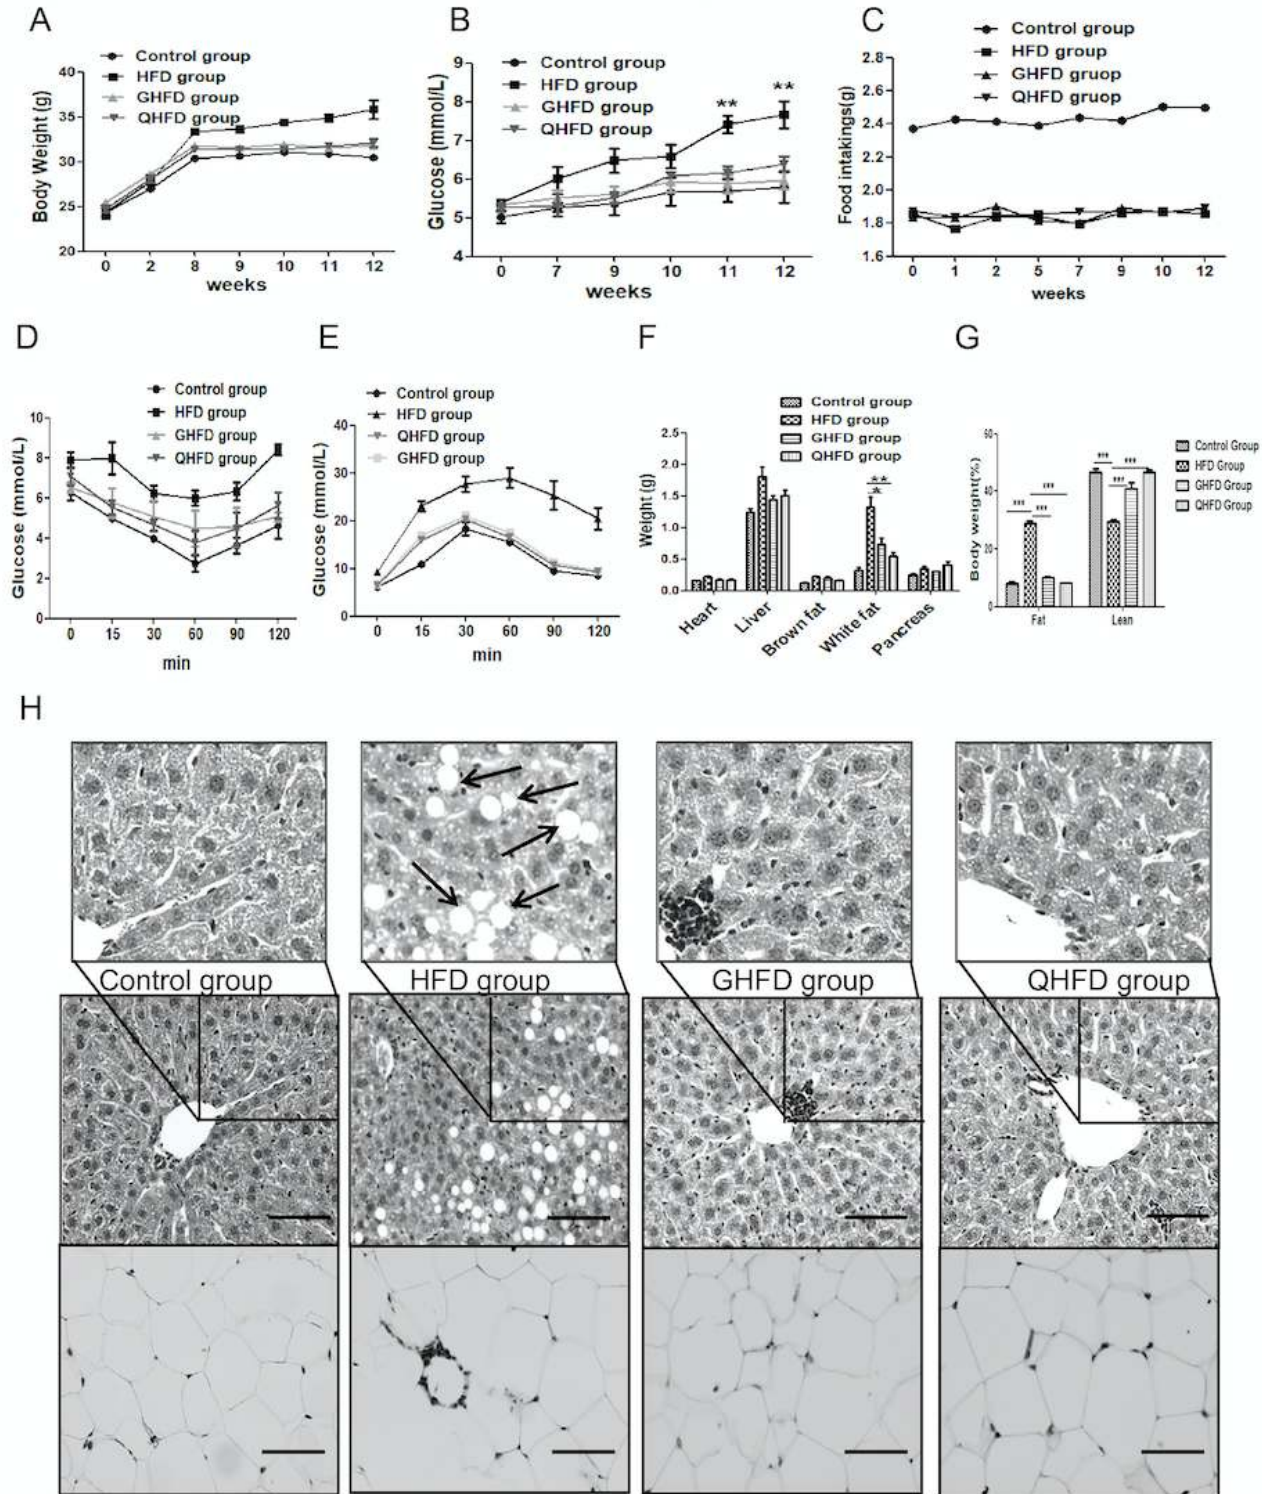 A
Control group
HFD group
GHFD group
QHFD group
Body Weight (g)
40
35
30
25
20
0 2 8 9 10 11 12
weeks
B
Control group
HFD group
GHFD group
QHFD group
**
**
Glucose (mmol/L)
9
8
7
6
5
4
0 7 9 10 11 12
weeks
C
Control group
HFD group
GHFD gruop
QHFD gruop
Food intakings(g)
2.8
2.4
2.2
2.0
1.8
1.6
0 1 2 5 7 9 10 12
weeks
D
Control group
HFD group
GHFD group
QHFD group
Glucose (mmol/L)
10
8
6
4
2
0
0 15 30 60 90 120
min
E
Control group
HFD group
QHFD group
GHFD group
Glucose (mmol/L)
40
30
20
10
0
0 15 30 60 90 120
min
F
Control group
HFD group
GHFD group
QHFD group
Weight (g)
2.5
2.0
1.5
1.0
0.5
0.0
**
*
Heart
Liver
Brown fat
White fat
Pancreas
G
Control Group
HFD Group
GHFD Group
QHFD Group
Body weight(%)
60
40
20
0
Fat Lean
H
Control group
HFD group
GHFD group
QHFD group